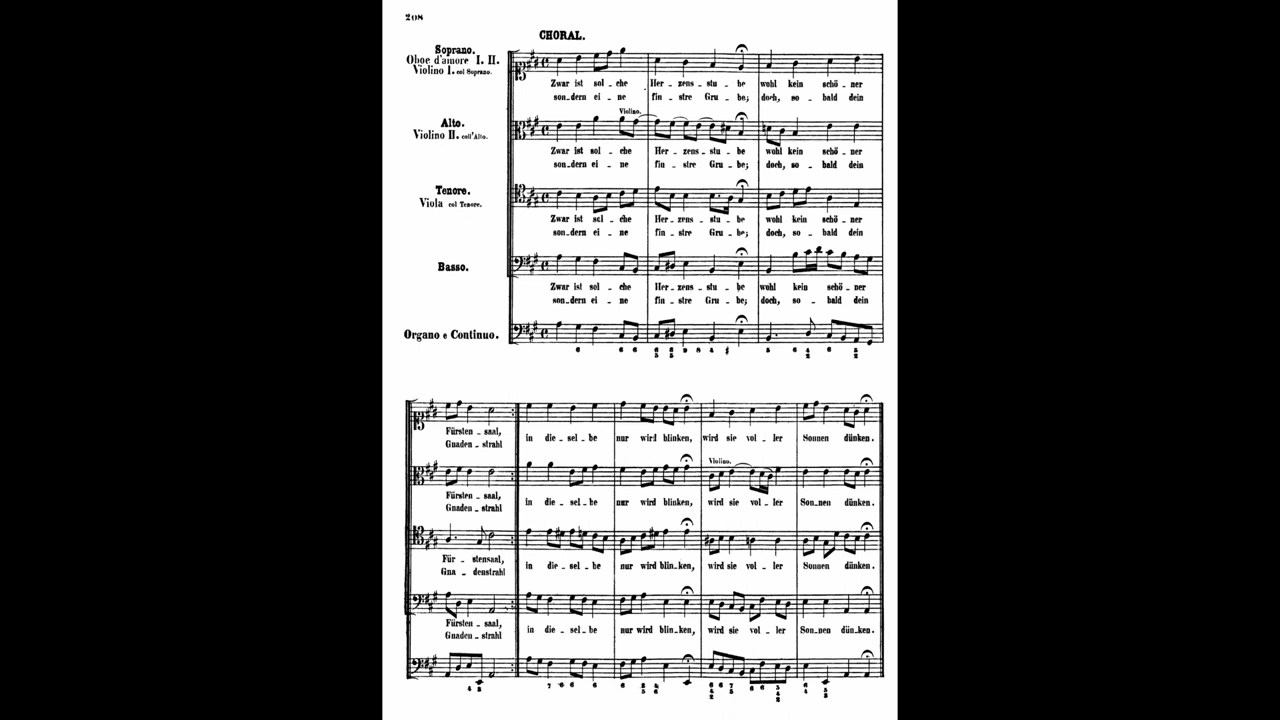 208
CHORAL.
Soprano.
Oboe d'amore I. II.
Violino I. col Soprano.
Zwar ist sol - che Her - zens - stu - be wohl kein schö - ner
son - dern ei - ne fin - stre Gru - be; doch, so - bald dein
Violino.
Alto.
Violino II. coll'Alto.
Zwar ist sol - che Her - zens - stu - be wohl kein schö - ner
son - dern ei - ne fin - stre Gru - be; doch, so - bald dein
Tenore.
Viola col Tenore.
Zwar ist sol - che Her - zens - stu - be wohl kein schö - ner
son - dern ei - ne fin - stre Gru - be; doch, so - bald dein
Basso.
Zwar ist sol - che Her - zens - stu - be wohl kein schö - ner
son - dern ei - ne fin - stre Gru - be; doch, so - bald dein
Organo e Continuo.
Fürsten - saal, in die - sel - be nur wird blinken, wird sie vol - ler Sonnen dünken.
Gnaden - strahl
Violino.
Fürsten - saal, in die - sel - be nur wird blinken, wird sie vol - ler Son - nen dünken.
Gnaden - strahl
Für - stensaal, in die - sel - be nur wird blin - ken, wird sie vol - ler Sonnen dünken.
Gna - denstrahl
Fürsten - saal, in die - sel - be nur wird blin - ken, wird sie vol - ler Son - nen dün - ken.
Gnaden - strahl